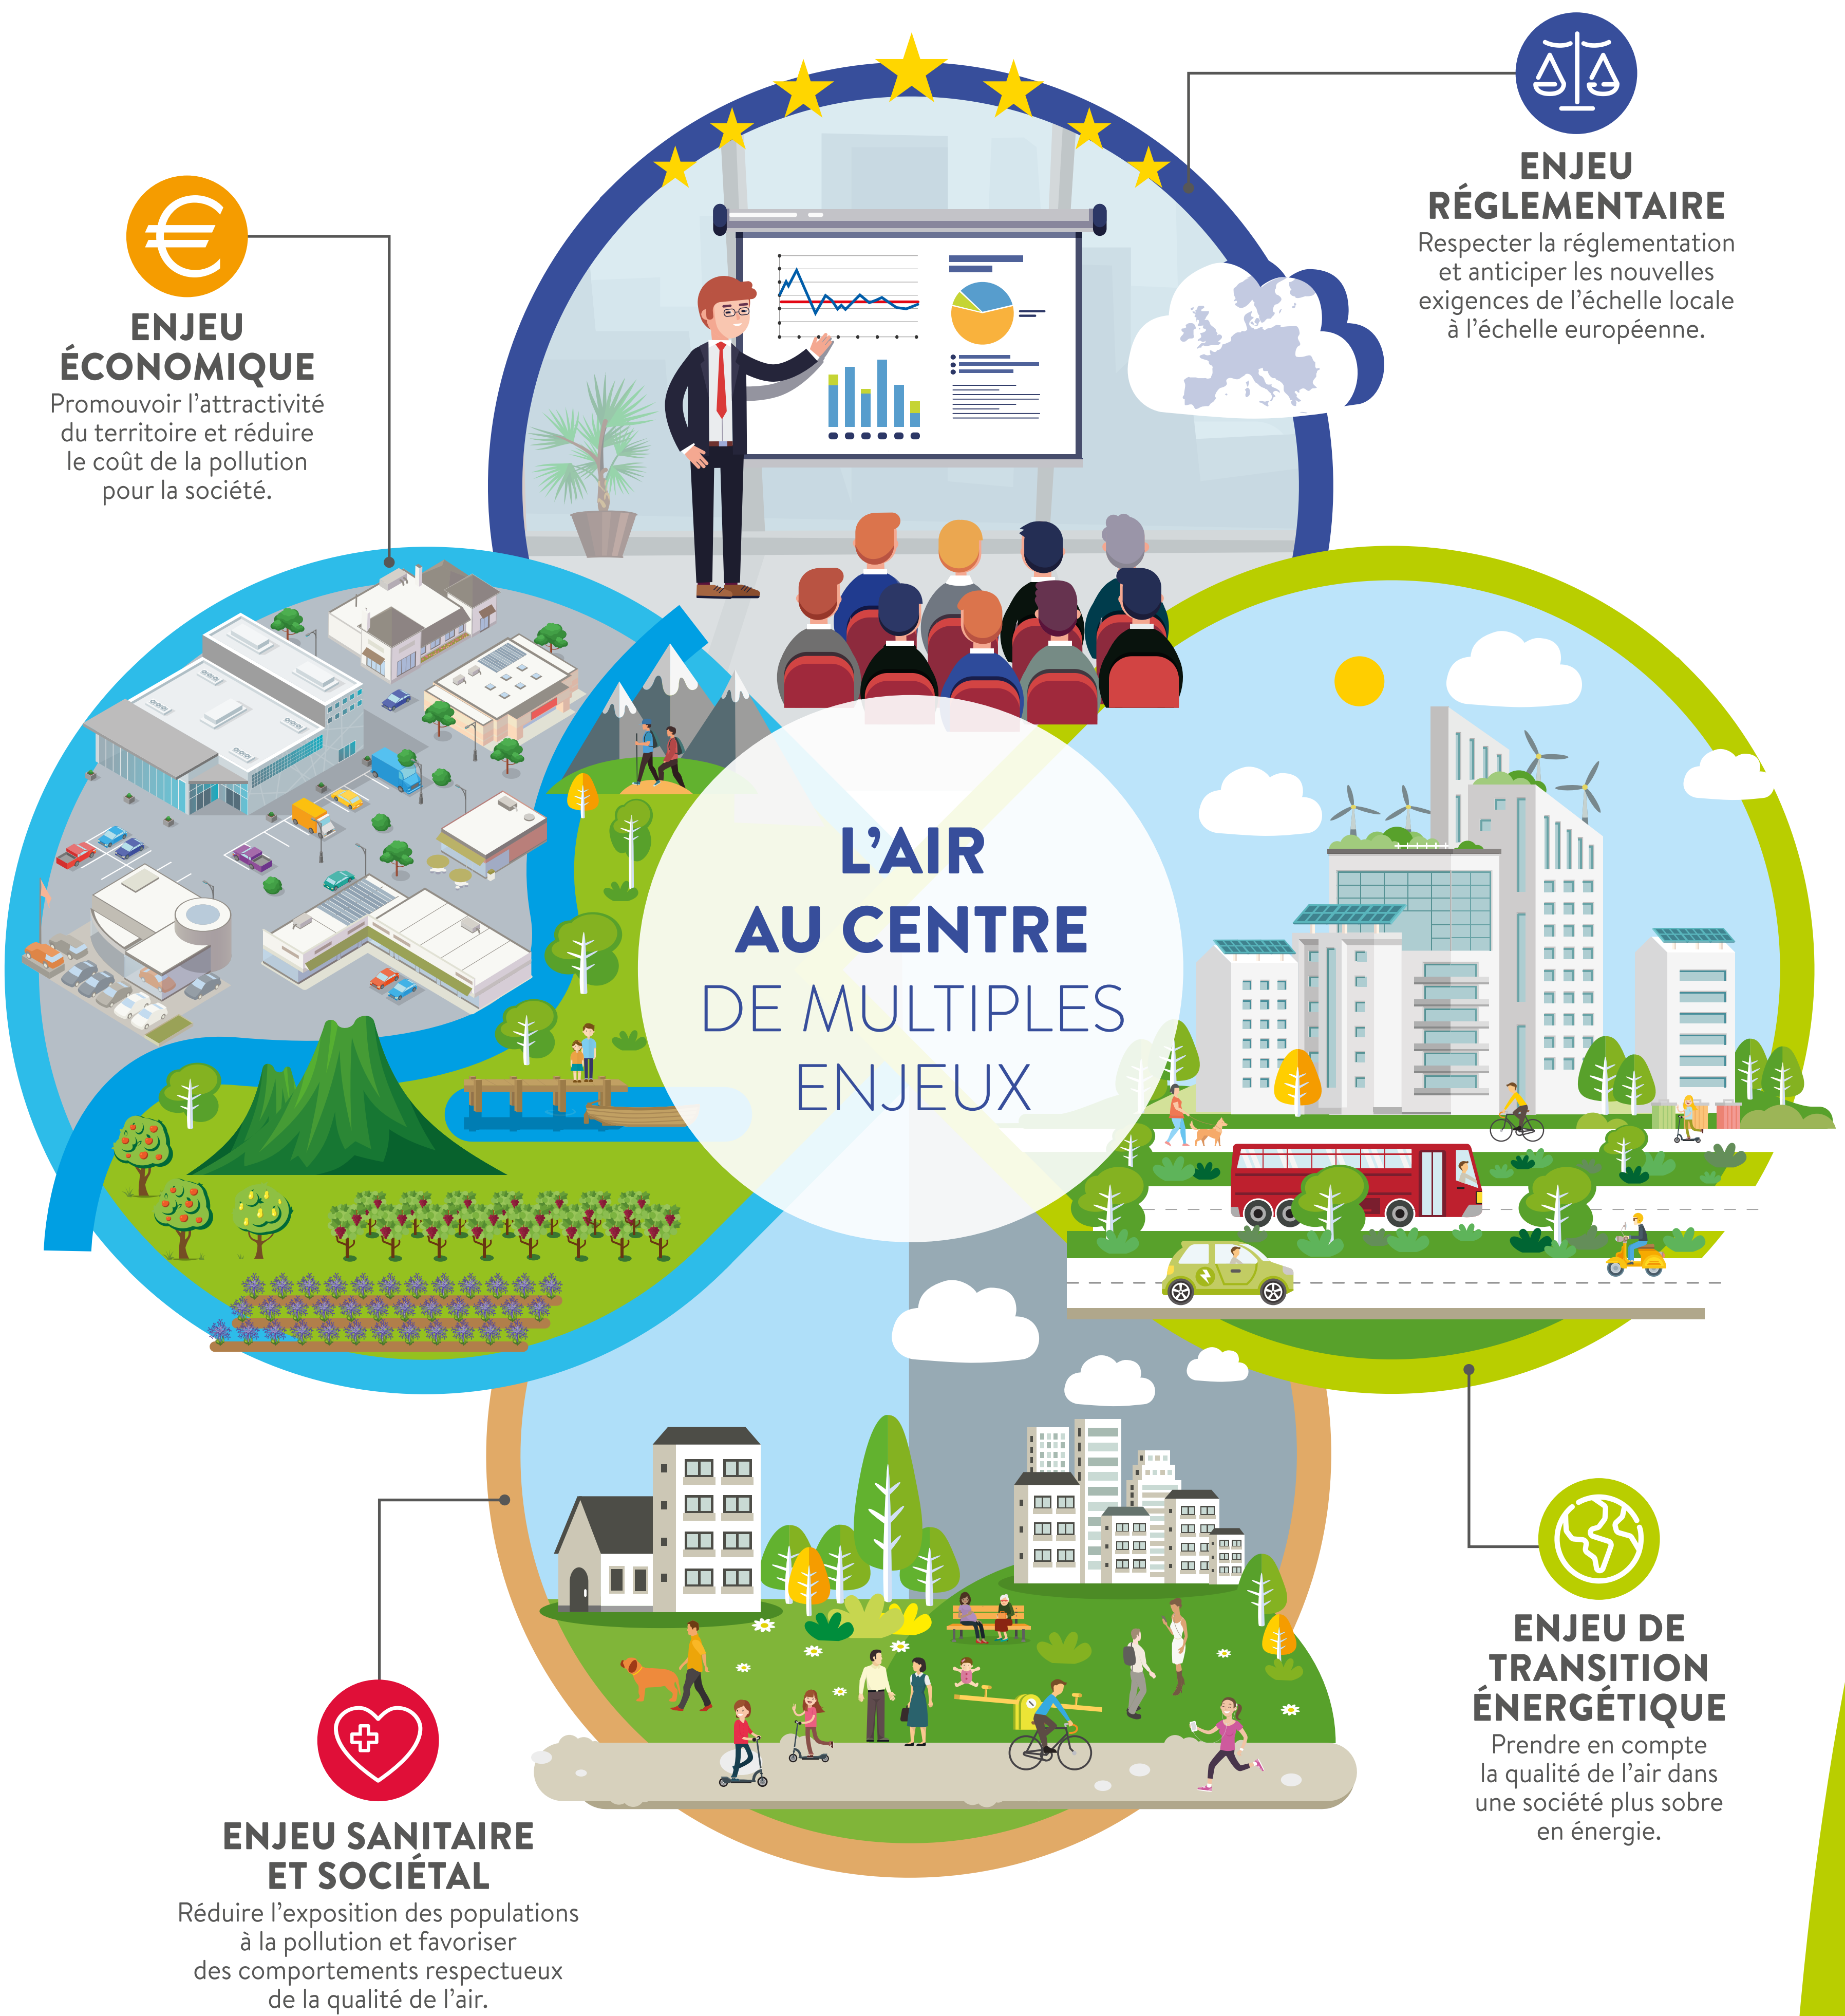 ENJEU
RÉGLEMENTAIRE
Respecter la réglementation
et anticiper les nouvelles
exigences de l'échelle locale
à l'échelle européenne.
ENJEU
ÉCONOMIQUE
Promouvoir l'attractivité
du territoire et réduire
le coût de la pollution
pour la société.
L'AIR
AU CENTRE
DE MULTIPLES
ENJEUX
ENJEU DE
TRANSITION
ÉNERGÉTIQUE
Prendre en compte
la qualité de l'air dans
une société plus sobre
en énergie.
ENJEU SANITAIRE
ET SOCIÉTAL
Réduire l'exposition des populations
à la pollution et favoriser
des comportements respectueux
de la qualité de l'air.